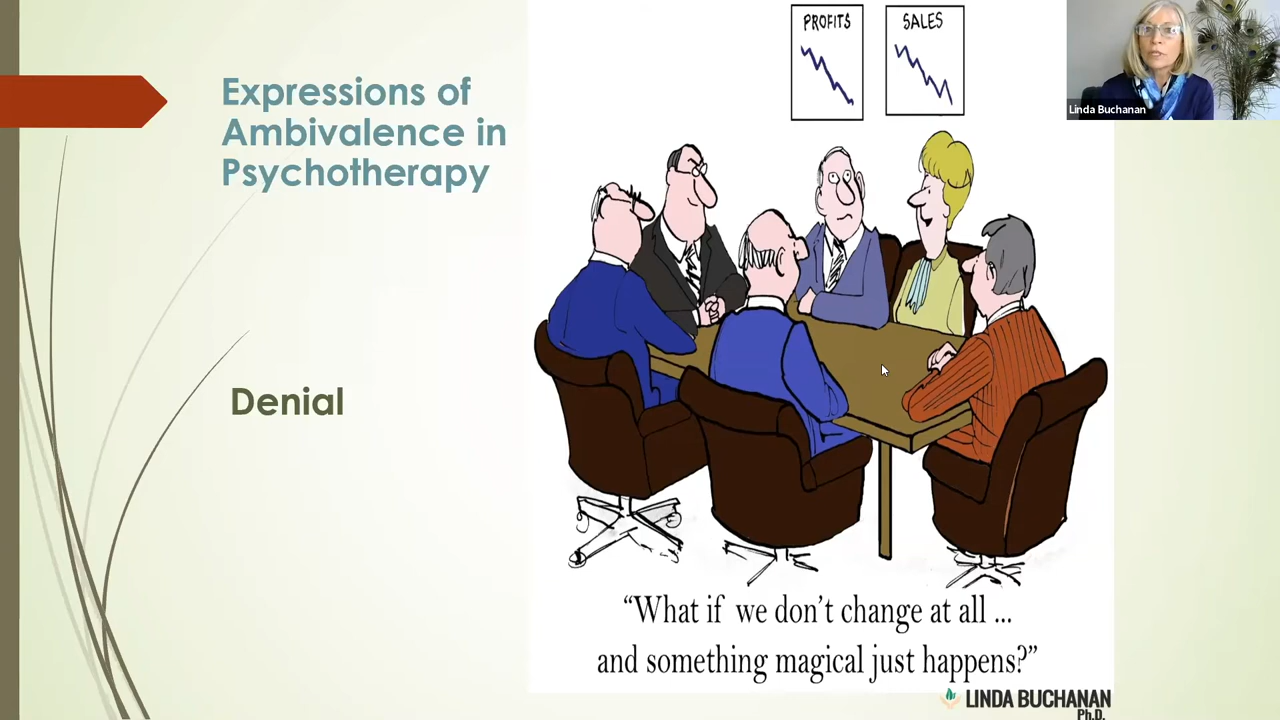 Expressions of
Ambivalence in
Psychotherapy
Denial
PROFITS
SALES
“What if we don’t change at all ...
and something magical just happens?”
Linda Buchanan
LINDA BUCHANAN
Ph.D.